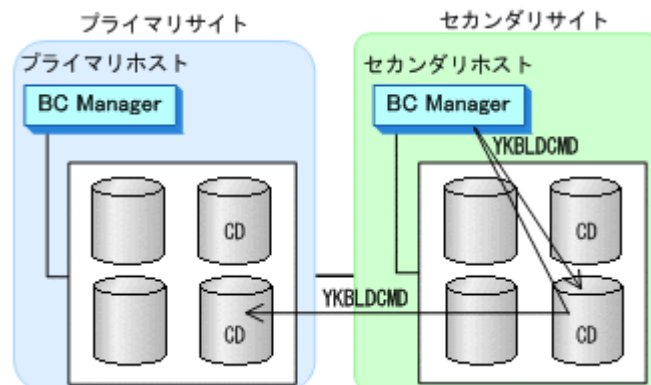 プライマリサイト
セカンダリサイト
プライマリホスト
セカンダリホスト
BC Manager
BC Manager
YKBLDCMD
CD
CD
YKBLDCMD
CD
CD